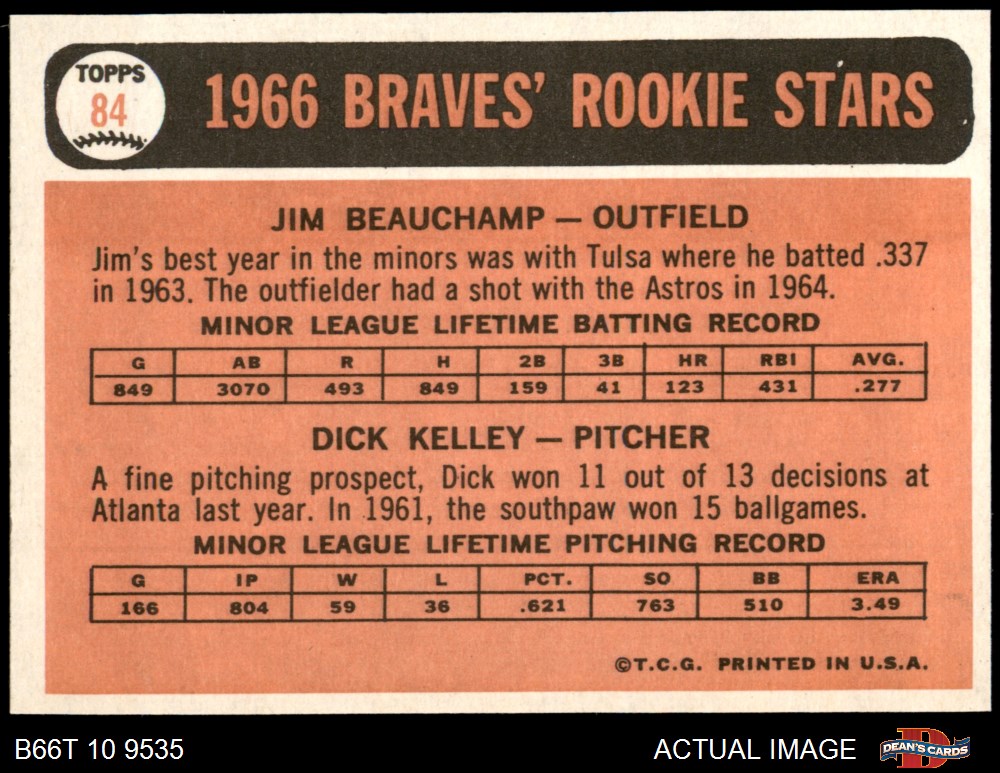 TOPPS
84
1966 BRAVES' ROOKIE STARS
JIM BEAUCHAMP — OUTFIELD
Jim's best year in the minors was with Tulsa where he batted .337
in 1963. The outfielder had a shot with the Astros in 1964.
MINOR LEAGUE LIFETIME BATTING RECORD
G AB R H 2B 3B HR RBI AVG.
849 3070 493 849 159 41 123 431 .277
DICK KELLEY — PITCHER
A fine pitching prospect, Dick won 11 out of 13 decisions at
Atlanta last year. In 1961, the southpaw won 15 ballgames.
MINOR LEAGUE LIFETIME PITCHING RECORD
G IP W L PCT. SO BB ERA
166 804 59 36 .621 763 510 3.49
©T.C.G. PRINTED IN U.S.A.
B66T 10 9535 ACTUAL IMAGE DEAN'S CARDS